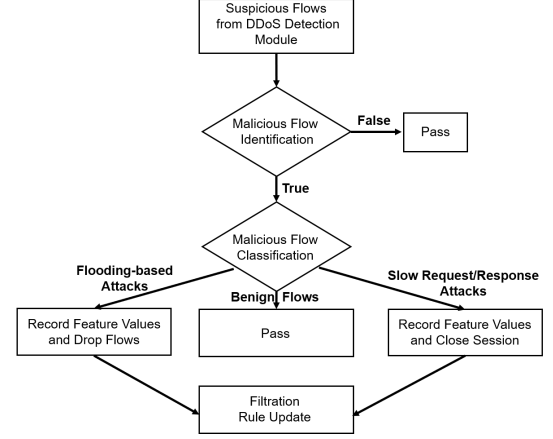 Suspicious Flows
from DDoS Detection
Module
Malicious Flow
Identification
False
Pass
True
Malicious Flow
Classification
Flooding-based
Attacks
Benign Flows
Slow Request/Response
Attacks
Record Feature Values
and Drop Flows
Pass
Record Feature Values
and Close Session
Filtration
Rule Update